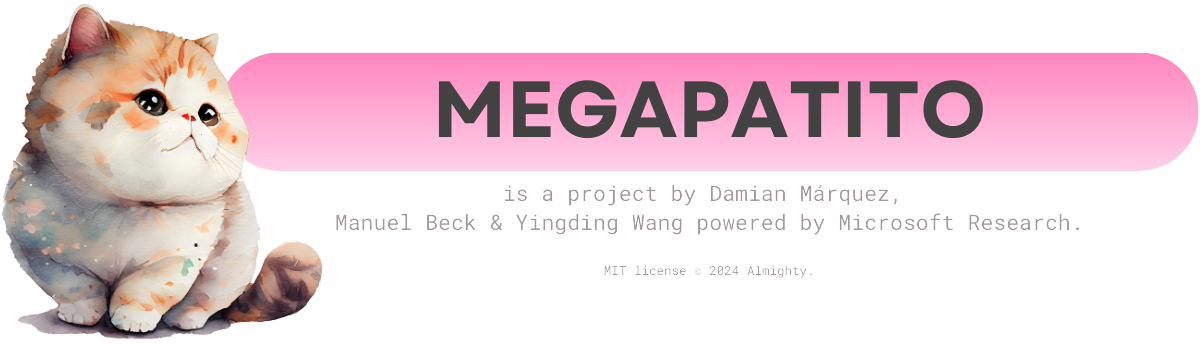 MEGAPATITO
is a project by Damian Márquez,
Manuel Beck & Yingding Wang powered by Microsoft Research.
MIT license © 2024 Almighty.